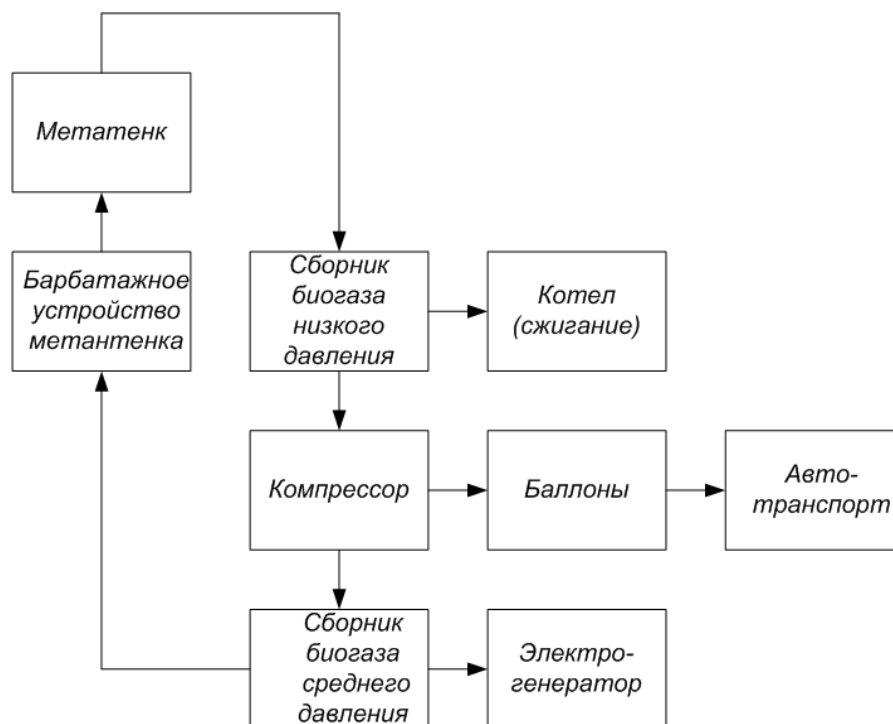 Метатенк
Барбатажное
устройство
метантенка
Сборник
биогаза
низкого
давления
Котел
(сжигание)
Компрессор
Баллоны
Авто-
транспорт
Сборник
биогаза
среднего
давления
Электро-
генератор